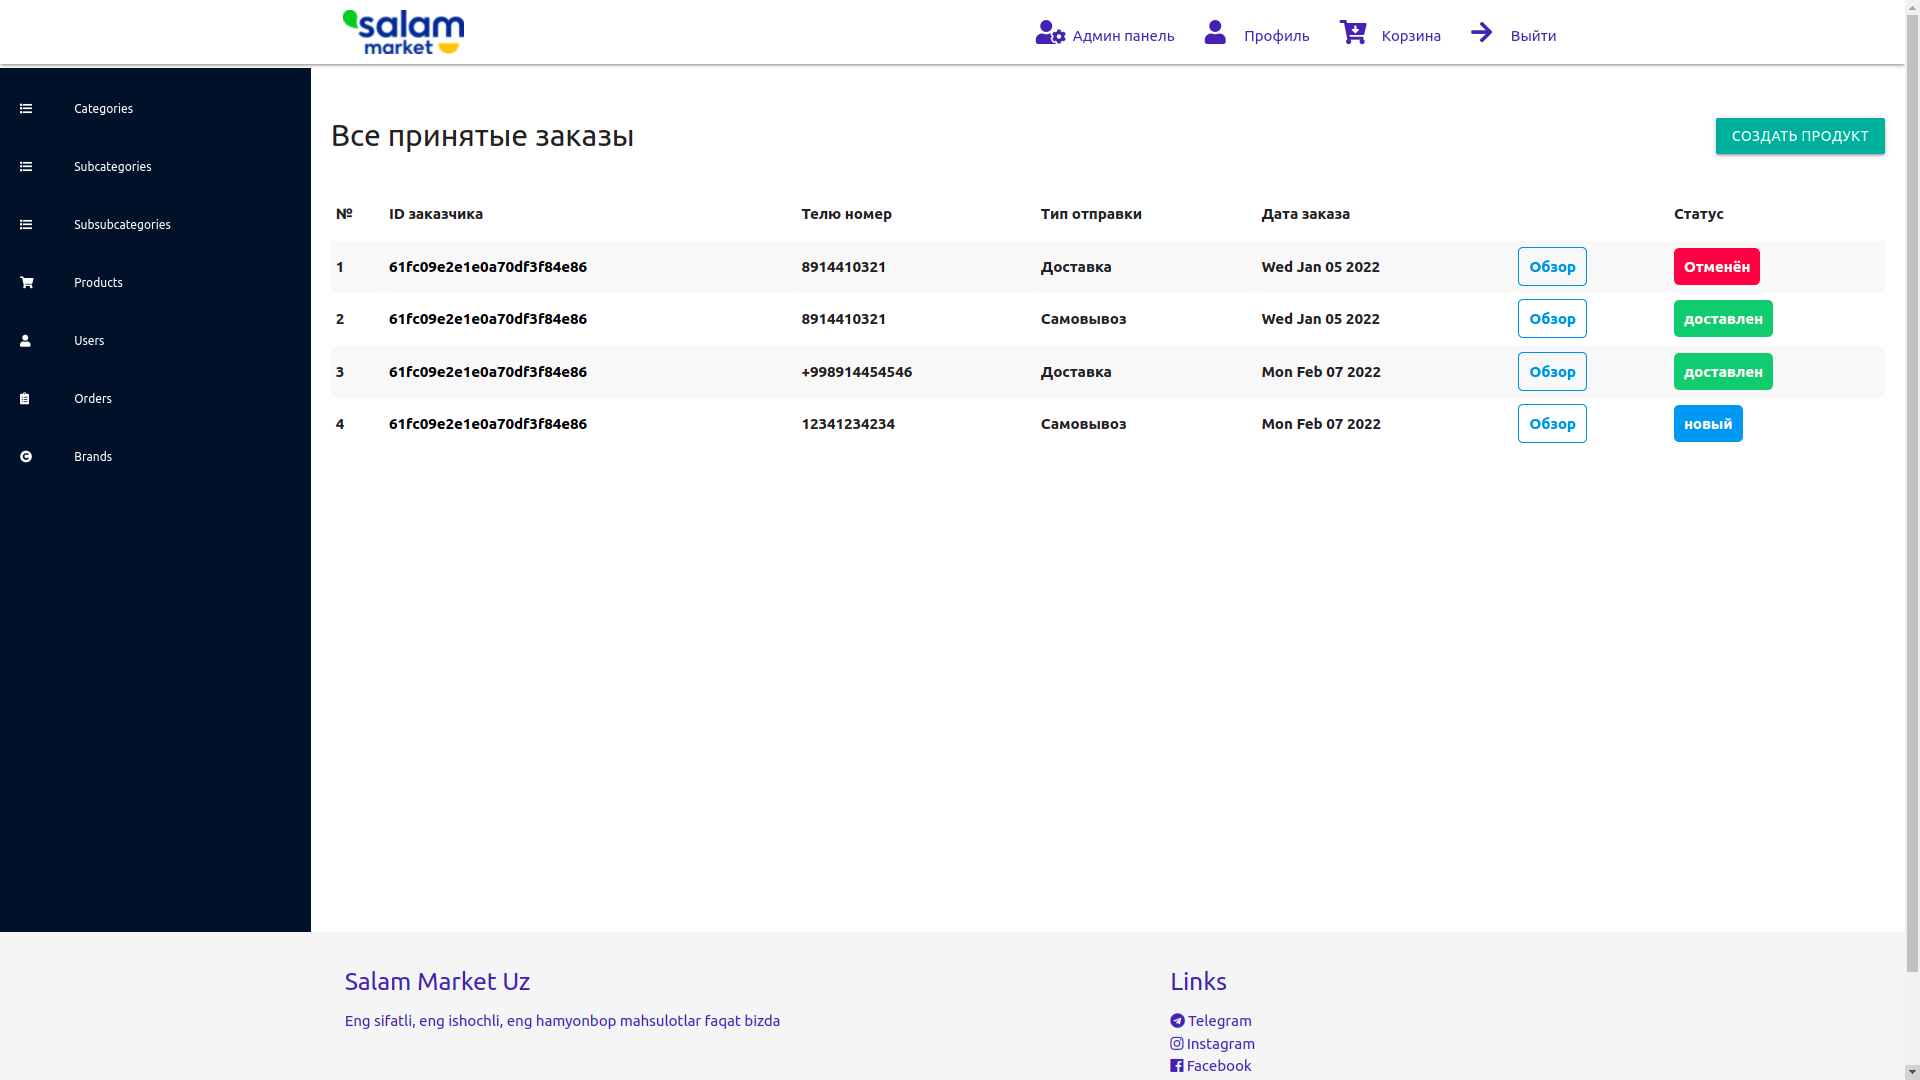 salam market
Админ панель
Профиль
Корзина
Выйти
Categories
Subcategories
Subsubcategories
Products
Users
Orders
Brands
Все принятые заказы
СОЗДАТЬ ПРОДУКТ
№ ID заказчика Телю номер Тип отправки Дата заказа Статус
1 61fc09e2e1e0a70df3f84e86 8914410321 Доставка Wed Jan 05 2022 Обзор Отменён
2 61fc09e2e1e0a70df3f84e86 8914410321 Самовывоз Wed Jan 05 2022 Обзор доставлен
3 61fc09e2e1e0a70df3f84e86 +998914454546 Доставка Mon Feb 07 2022 Обзор доставлен
4 61fc09e2e1e0a70df3f84e86 12341234234 Самовывоз Mon Feb 07 2022 Обзор новый
Salam Market Uz
Eng sifatli, eng ishochli, eng hamyonbop mahsulotlar faqat bizda
Links
Telegram
Instagram
Facebook